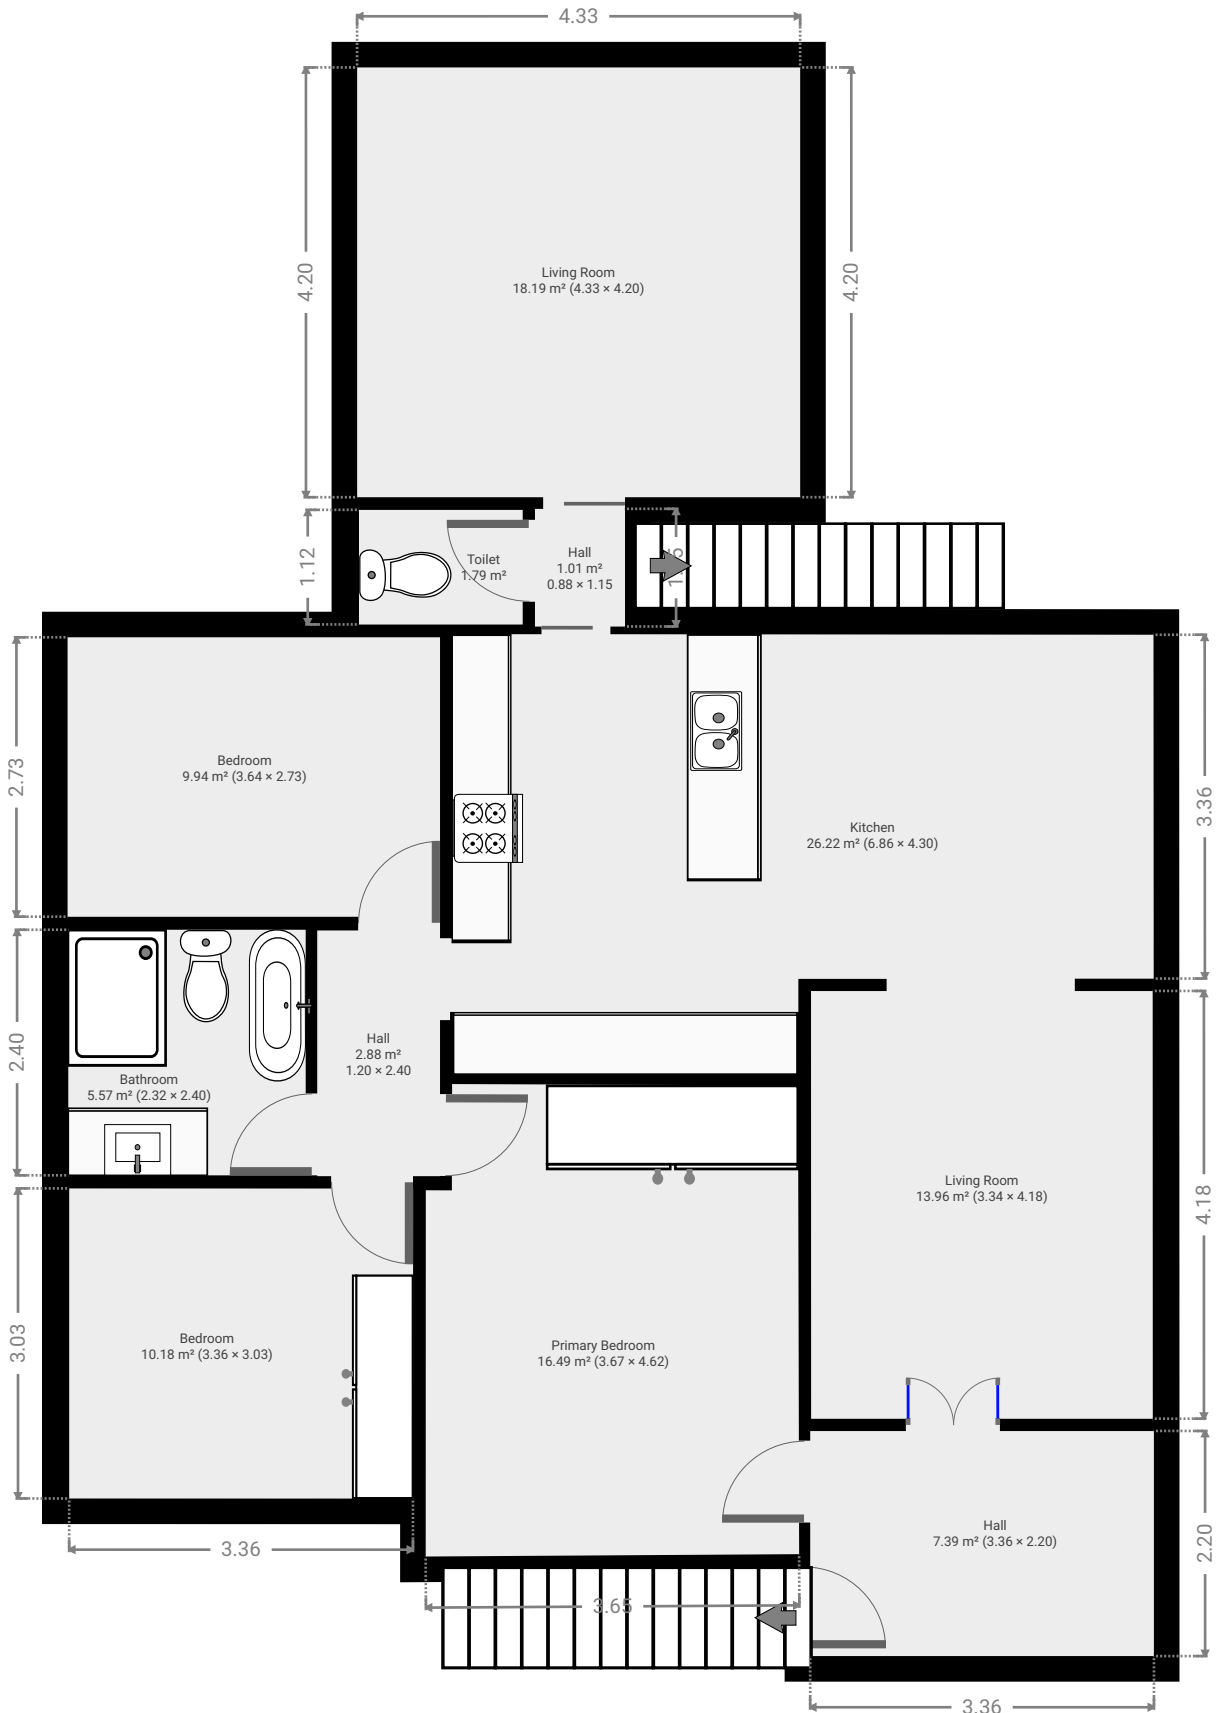 4.33
4.20
4.20
Living Room
18.19 m² (4.33 × 4.20)
1.12
Toilet
1.79 m²
Hall
1.01 m²
0.88 × 1.15
2.73
Bedroom
9.94 m² (3.64 × 2.73)
Kitchen
26.22 m² (6.86 × 4.30)
3.36
2.40
Bathroom
5.57 m² (2.32 × 2.40)
Hall
2.88 m²
1.20 × 2.40
Living Room
13.96 m² (3.34 × 4.18)
4.18
3.03
Bedroom
10.18 m² (3.36 × 3.03)
Primary Bedroom
16.49 m² (3.67 × 4.62)
Hall
7.39 m² (3.36 × 2.20)
2.20
3.36
3.65
3.36